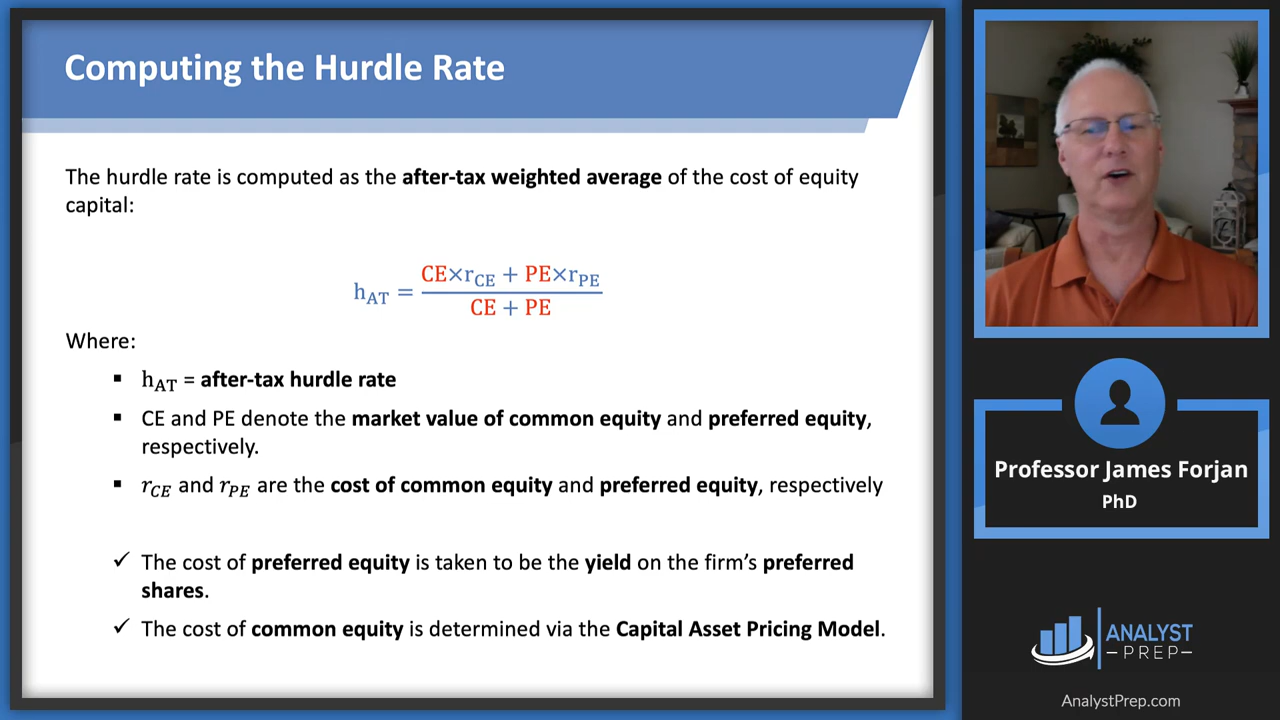 Computing the Hurdle Rate
The hurdle rate is computed as the after-tax weighted average of the cost of equity
capital:
h_AT = (CE×r_CE + PE×r_PE) / (CE + PE)
Where:
▪ h_AT = after-tax hurdle rate
▪ CE and PE denote the market value of common equity and preferred equity,
respectively.
▪ r_CE and r_PE are the cost of common equity and preferred equity, respectively
✓ The cost of preferred equity is taken to be the yield on the firm’s preferred
shares.
✓ The cost of common equity is determined via the Capital Asset Pricing Model.
Professor James Forjan
PhD
ANALYST
–PREP–
AnalystPrep.com